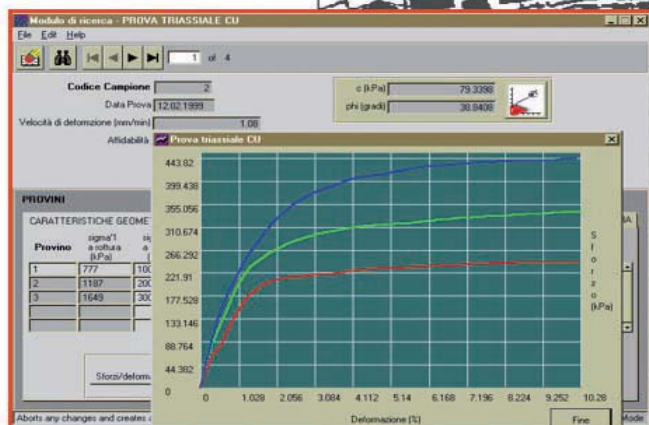 Modulo di ricerca - PROVA TRIASSIALE CU
File Edit Help
1 of 4
Codice Campione 2
Data Prova 12.02.1999
Velocità di deformazione (mm/min) 1.08
Affidabilità
c (kPa) 79.3398
phi (gradi) 38.8408
Prova triassiale CU
PROVINI
CARATTERISTICHE GEOME
Provino
sigma'1
a rottura
(kPa)
1 777 100
2 1187 200
3 1649 300
Sforzi/deforma
443.82
399.438
355.056
310.674
266.292
221.91
177.528
133.146
88.764
44.382
0
0 1.028 2.056 3.084 4.112 5.14 6.168 7.196 8.224 9.252 10.28
Deformazione (%)
Sforzo
(kPa)
Fine
Aborts any changes and creates
Mode